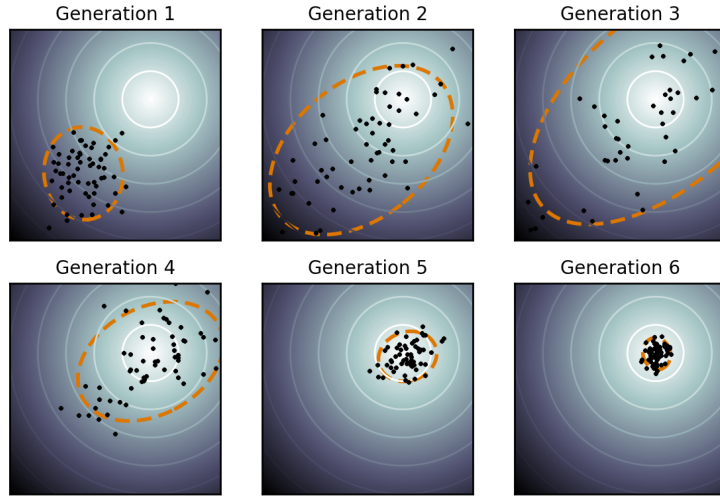 Generation 1
Generation 2
Generation 3
Generation 4
Generation 5
Generation 6